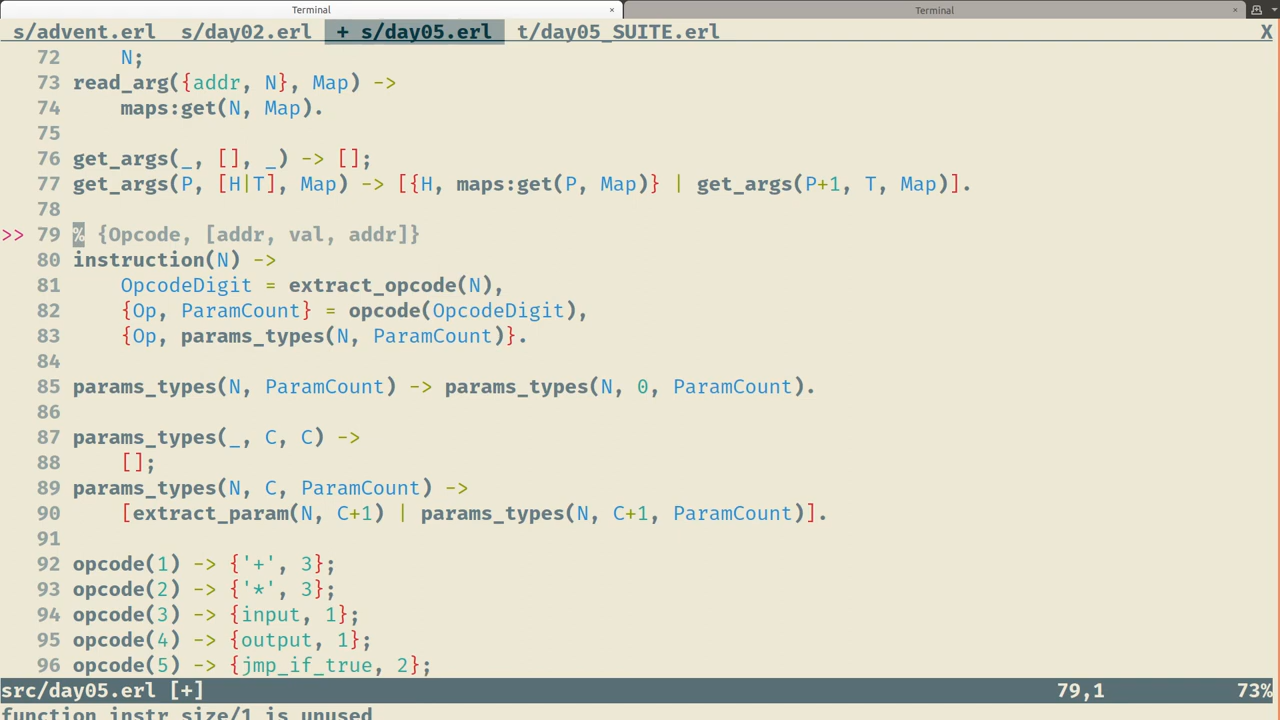 Terminal × Terminal ×
s/advent.erl s/day02.erl + s/day05.erl t/day05_SUITE.erl X
72 N;
73 read_arg({addr, N}, Map) ->
74 maps:get(N, Map).
75
76 get_args(_, [], _) -> [];
77 get_args(P, [H|T], Map) -> [{H, maps:get(P, Map)} | get_args(P+1, T, Map)].
78
>> 79 % {Opcode, [addr, val, addr]}
80 instruction(N) ->
81 OpcodeDigit = extract_opcode(N),
82 {Op, ParamCount} = opcode(OpcodeDigit),
83 {Op, params_types(N, ParamCount)}.
84
85 params_types(N, ParamCount) -> params_types(N, 0, ParamCount).
86
87 params_types(_, C, C) ->
88 [];
89 params_types(N, C, ParamCount) ->
90 [extract_param(N, C+1) | params_types(N, C+1, ParamCount)].
91
92 opcode(1) -> {'+', 3};
93 opcode(2) -> {'*', 3};
94 opcode(3) -> {input, 1};
95 opcode(4) -> {output, 1};
96 opcode(5) -> {jmp_if_true, 2};
src/day05.erl [+] 79,1 73%
function instr_size/1 is unused